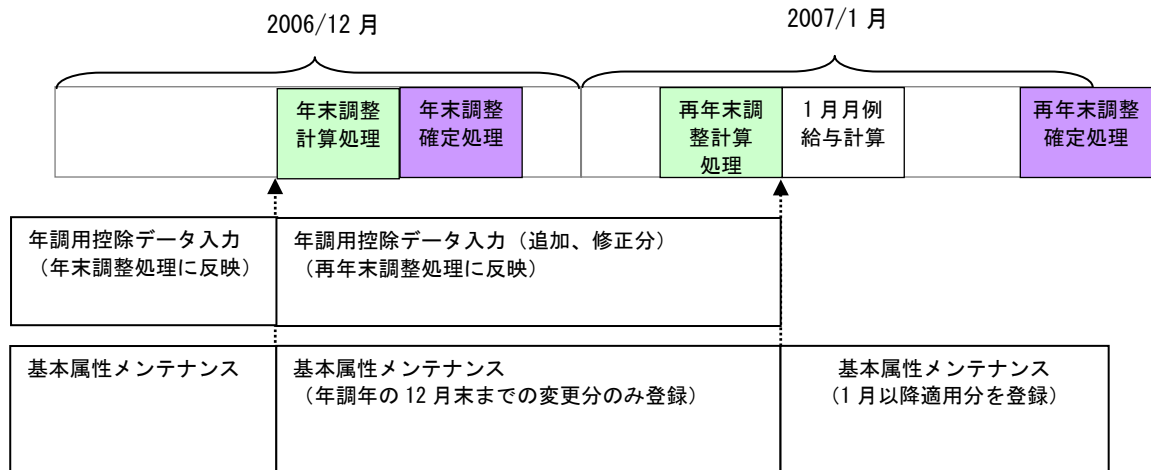 2006/12 月
2007/1 月
年末調整
計算処理
年末調整
確定処理
再年末調
整計算
処理
1 月月例
給与計算
再年末調整
確定処理
年調用控除データ入力
(年末調整処理に反映)
年調用控除データ入力(追加、修正分)
(再年末調整処理に反映)
基本属性メンテナンス
基本属性メンテナンス
(年調年の 12 月末までの変更分のみ登録)
基本属性メンテナンス
(1 月以降適用分を登録)